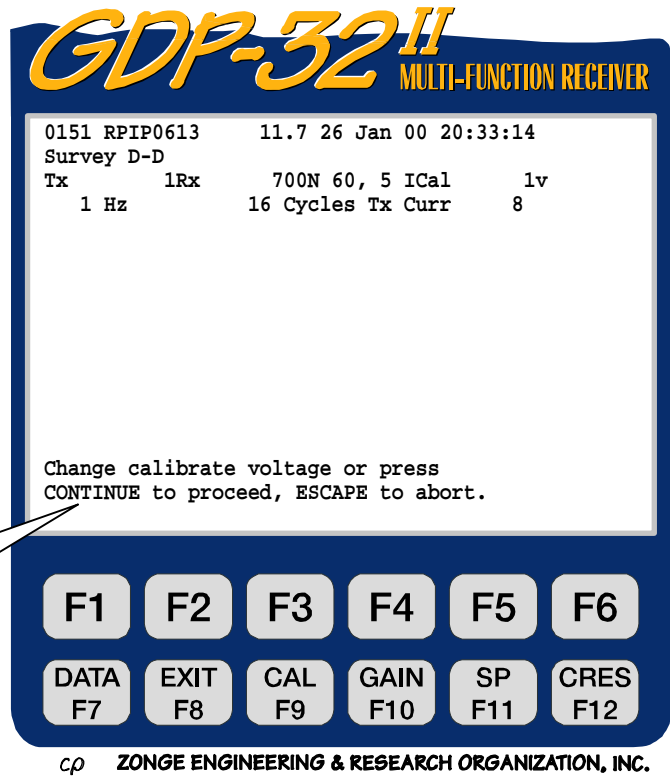 GDP-32 II
MULTI-FUNCTION RECEIVER
0151 RPIP0613 11.7 26 Jan 00 20:33:14
Survey D-D
Tx 1Rx 700N 60, 5 ICal 1v
1 Hz 16 Cycles Tx Curr 8
Change calibrate voltage or press
CONTINUE to proceed, ESCAPE to abort.
F1 F2 F3 F4 F5 F6
DATA EXIT CAL GAIN SP CRES
F7 F8 F9 F10 F11 F12
cρ ZONGE ENGINEERING & RESEARCH ORGANIZATION, INC.